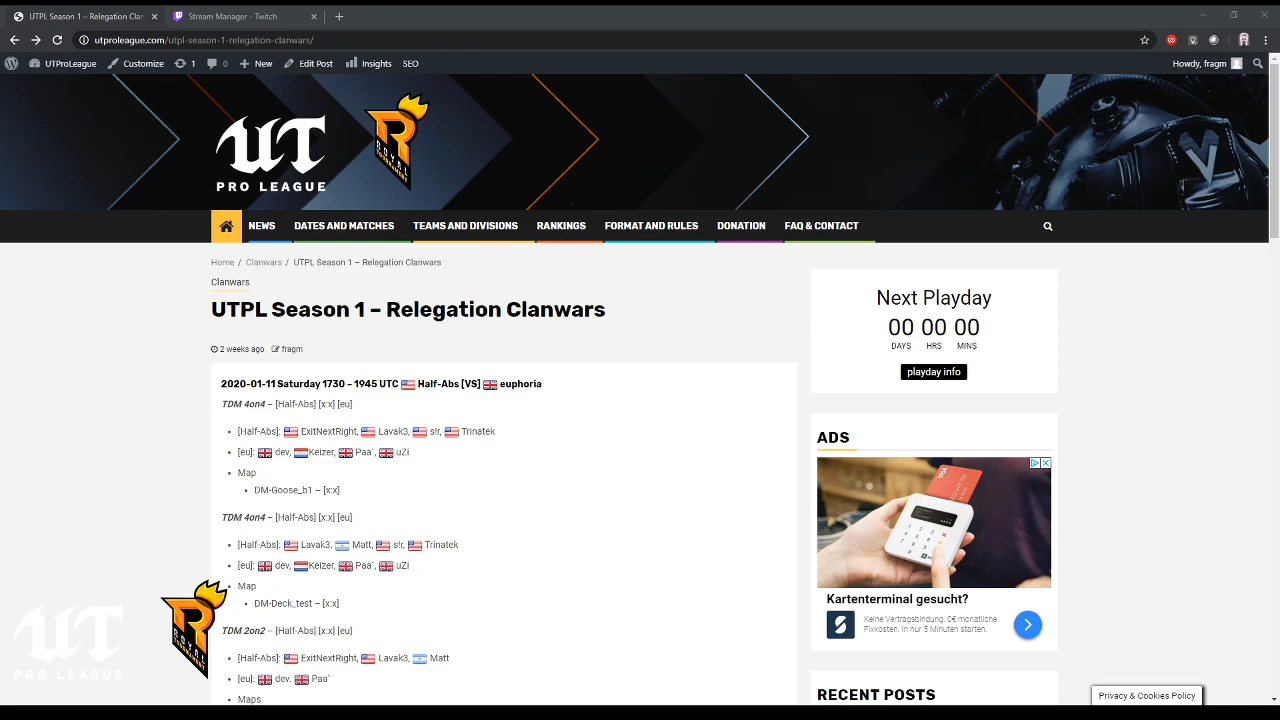 UTPL Season 1 – Relegation Clan
Stream Manager - Twitch
utproleague.com/utpl-season-1-relegation-clanwars/
UTProLeague Customize 1 0 New Edit Post Insights SEO Howdy, fragm
UT
PRO LEAGUE
R
ROYAL
TOURNAMENT
V
NEWS DATES AND MATCHES TEAMS AND DIVISIONS RANKINGS FORMAT AND RULES DONATION FAQ & CONTACT
Home / Clanwars / UTPL Season 1 – Relegation Clanwars
Clanwars
UTPL Season 1 – Relegation Clanwars
2 weeks ago fragm
2020-01-11 Saturday 1730 – 1945 UTC Half-Abs [VS] euphoria
TDM 4on4 – [Half-Abs] [x:x] [eu]
• [Half-Abs]: ExitNextRight, Lavak3, s!r, Trinatek
• [eu]: dev, Keizer, Paa`, uZi
• Map
• DM-Goose_b1 – [x:x]
TDM 4on4 – [Half-Abs] [x:x] [eu]
• [Half-Abs]: Lavak3, Matt, s!r, Trinatek
• [eu]: dev, Keizer, Paa`, uZi
• Map
• DM-Deck_test – [x:x]
TDM 2on2 – [Half-Abs] [x:x] [eu]
• [Half-Abs]: ExitNextRight, Lavak3, Matt
• [eu]: dev. Paa`
• Maps
UT
PRO LEAGUE
R
ROYAL
TOURNAMENT
Next Playday
00 00 00
DAYS HRS MINS
playday info
ADS
VISA
Kartenterminal gesucht?
Keine Vertragsbindung. 0€ monatliche
Fixkosten. In nur 5 Minuten starten.
RECENT POSTS
Privacy & Cookies Policy